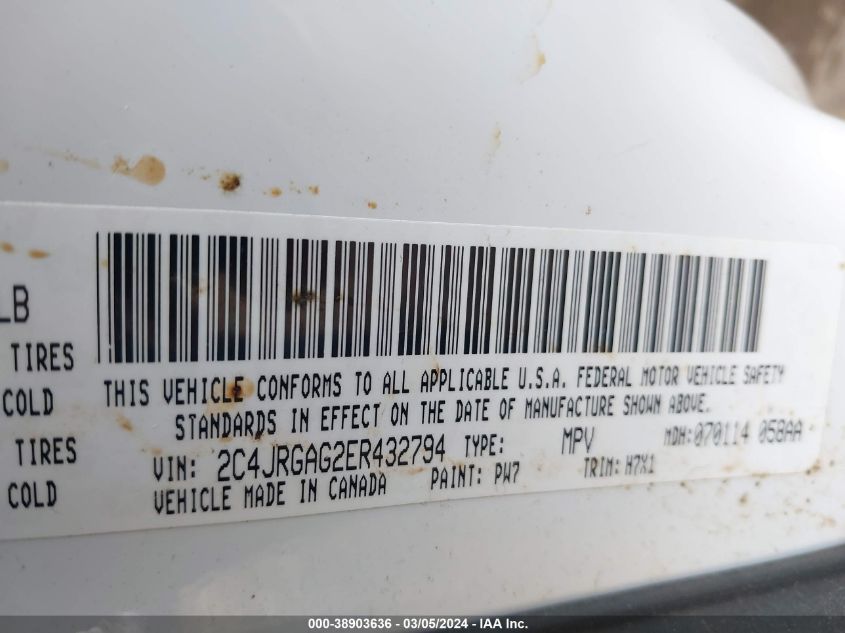 LB
TIRES
COLD
TIRES
COLD
THIS VEHICLE CONFORMS TO ALL APPLICABLE U.S.A. FEDERAL MOTOR VEHICLE SAFETY
STANDARDS IN EFFECT ON THE DATE OF MANUFACTURE SHOWN ABOVE.
VIN: 2C4JRGAG2ER432794 TYPE: MPV MDH:070114 058AA
VEHICLE MADE IN CANADA PAINT: PW7 TRIM: H7X1
000-38903636 - 03/05/2024 - IAA Inc.